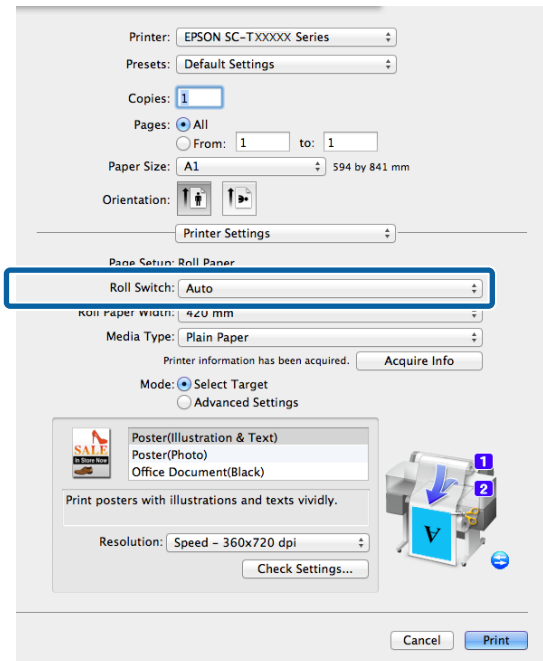 Printer: EPSON SC-TXXXXX Series
Presets: Default Settings
Copies: 1
Pages: All
From: 1 to: 1
Paper Size: A1 594 by 841 mm
Orientation:
Printer Settings
Page Setup: Roll Paper
Roll Switch: Auto
Roll Paper Width: 420 mm
Media Type: Plain Paper
Printer information has been acquired. Acquire Info
Mode: Select Target
Advanced Settings
SALE
In Store Now
Poster(Illustration & Text)
Poster(Photo)
Office Document(Black)
Print posters with illustrations and texts vividly.
Resolution: Speed – 360x720 dpi
Check Settings...
1
2
A
Cancel Print